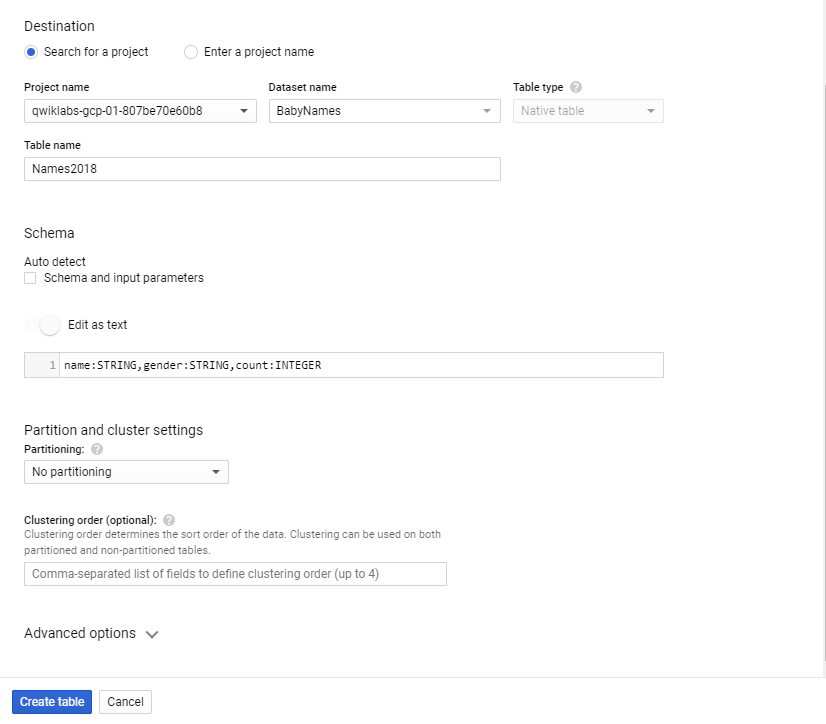 Destination
Search for a project Enter a project name
Project name Dataset name Table type ?
qwiklabs-gcp-01-807be70e60b8 BabyNames Native table
Table name
Names2018
Schema
Auto detect
Schema and input parameters
Edit as text
1 name:STRING,gender:STRING,count:INTEGER
Partition and cluster settings
Partitioning: ?
No partitioning
Clustering order (optional): ?
Clustering order determines the sort order of the data. Clustering can be used on both
partitioned and non-partitioned tables.
Comma-separated list of fields to define clustering order (up to 4)
Advanced options
Create table Cancel